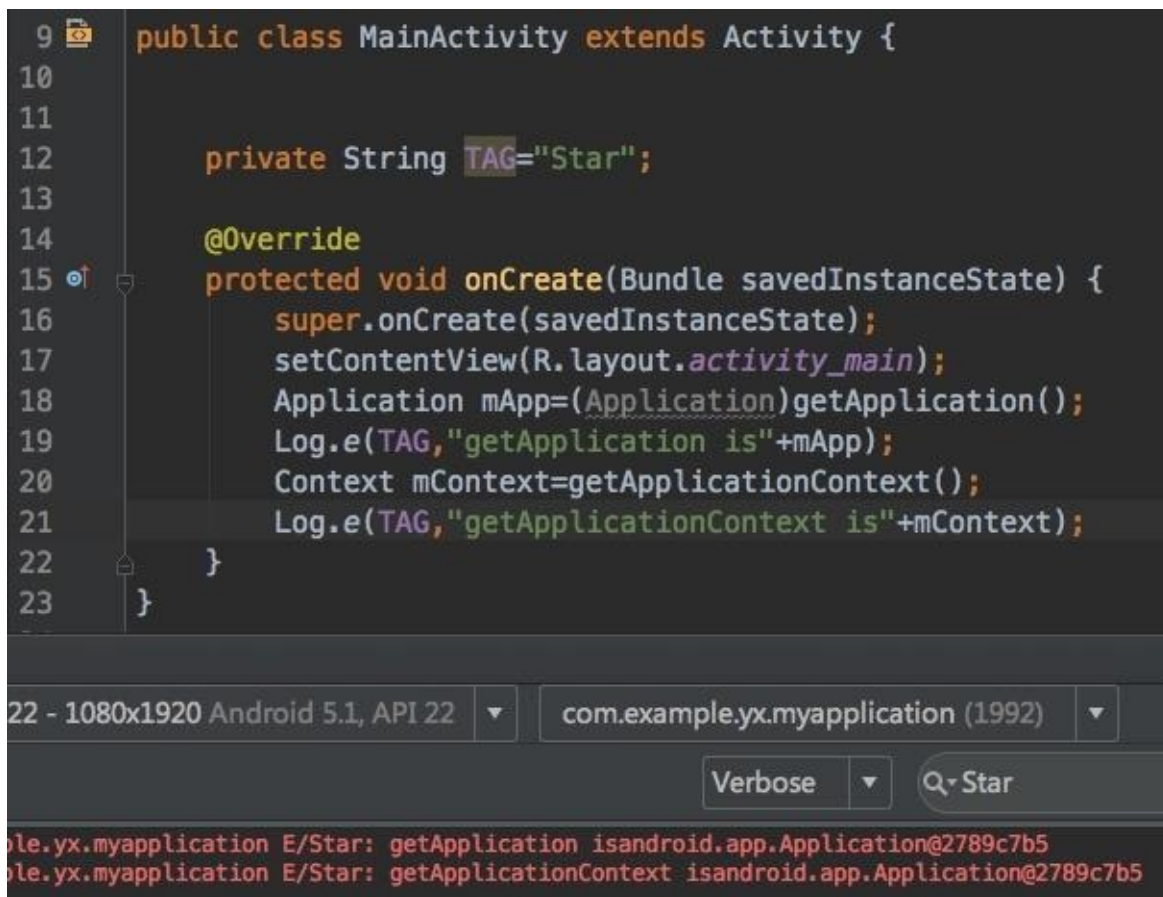 9 public class MainActivity extends Activity {
10
11
12 private String TAG="Star";
13
14 @Override
15 protected void onCreate(Bundle savedInstanceState) {
16 super.onCreate(savedInstanceState);
17 setContentView(R.layout.activity_main);
18 Application mApp=(Application)getApplication();
19 Log.e(TAG,"getApplication is"+mApp);
20 Context mContext=getApplicationContext();
21 Log.e(TAG,"getApplicationContext is"+mContext);
22 }
23 }
22 - 1080x1920 Android 5.1, API 22 com.example.yx.myapplication (1992)
Verbose Star
ple.yx.myapplication E/Star: getApplication isandroid.app.Application@2789c7b5
ple.yx.myapplication E/Star: getApplicationContext isandroid.app.Application@2789c7b5